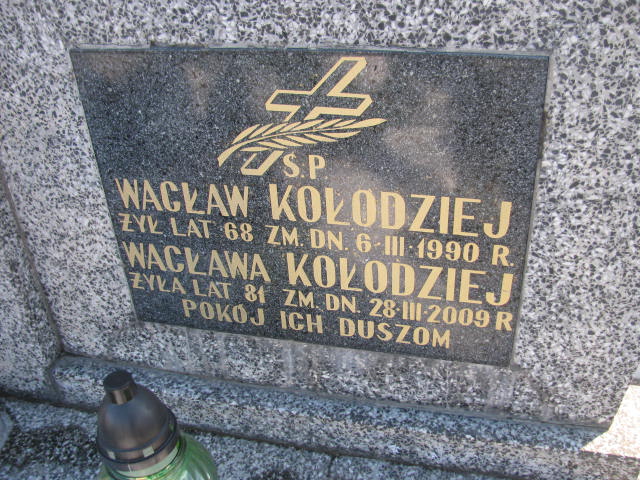 Ś.P.
WACŁAW KOŁODZIEJ
ŻYŁ LAT 68 ZM. DN. 6-III-1990 R.
WACŁAWA KOŁODZIEJ
ŻYŁA LAT 81 ZM. DN. 28-III-2009 R
POKÓJ ICH DUSZOM